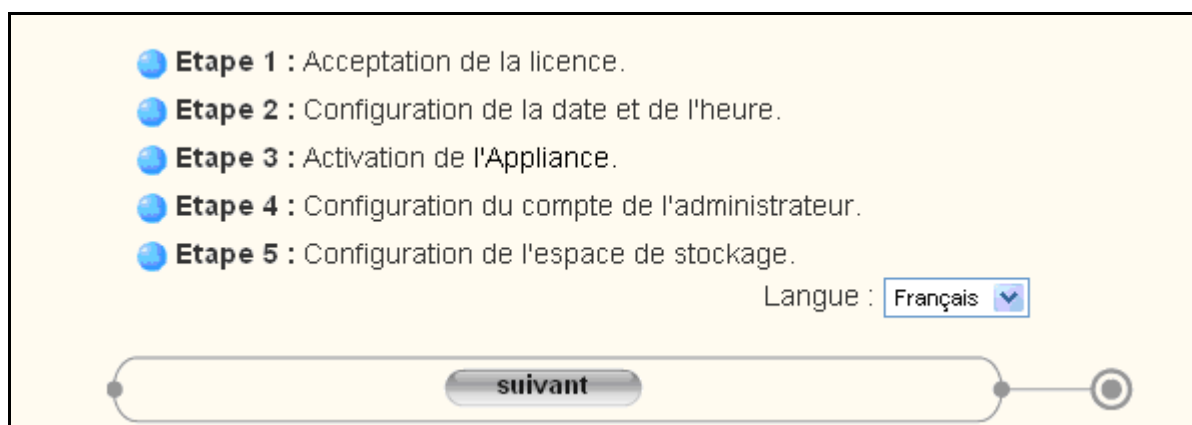 Etape 1 : Acceptation de la licence.
Etape 2 : Configuration de la date et de l'heure.
Etape 3 : Activation de l'Appliance.
Etape 4 : Configuration du compte de l'administrateur.
Etape 5 : Configuration de l'espace de stockage.
Langue : Français
suivant